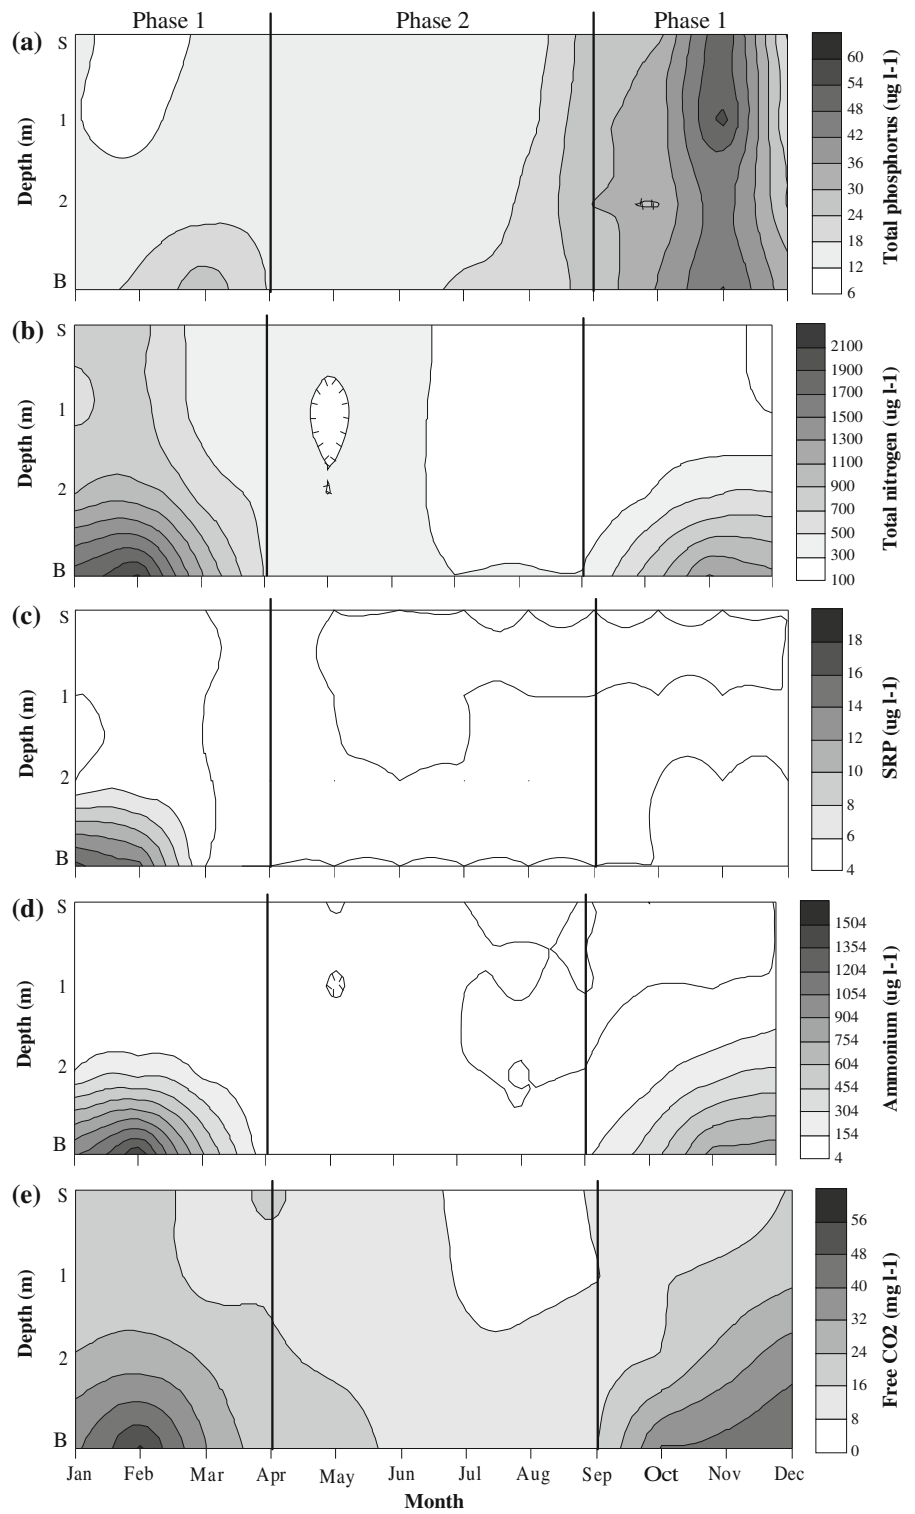 Phase 1 Phase 2 Phase 1
(a) S 1 2 B
Depth (m)
60 54 48 42 36 30 24 18 12 6
Total phosphorus (ug l-1)
(b) S 1 2 B
Depth (m)
2100 1900 1700 1500 1300 1100 900 700 500 300 100
Total nitrogen (ug l-1)
(c) S 1 2 B
Depth (m)
18 16 14 12 10 8 6 4
SRP (ug l-1)
(d) S 1 2 B
Depth (m)
1504 1354 1204 1054 904 754 604 454 304 154 4
Ammonium (ug l-1)
(e) S 1 2 B
Depth (m)
56 48 40 32 24 16 8 0
Free CO2 (mg l-1)
Jan Feb Mar Apr May Jun Jul Aug Sep Oct Nov Dec
Month